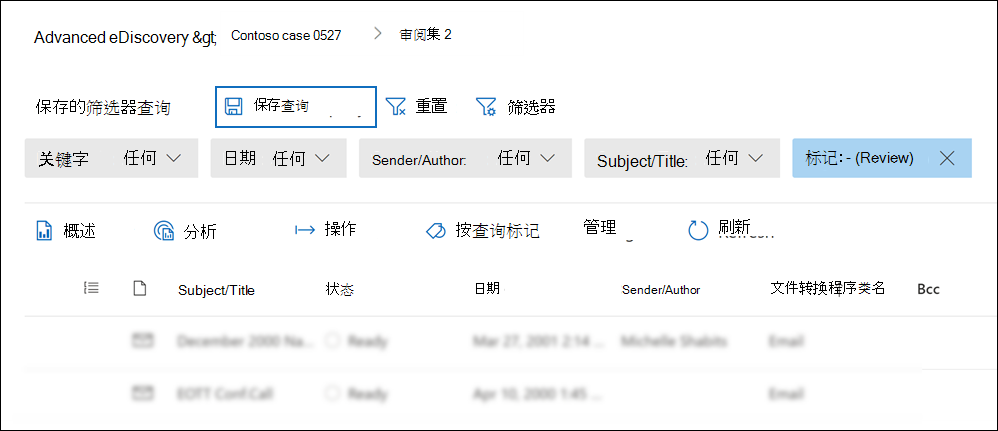 Advanced eDiscovery &gt; Contoso case 0527 > 审阅集 2
保存的筛选器查询 保存查询 重置 筛选器
关键字 任何 日期 任何 Sender/Author: 任何 Subject/Title: 任何 标记：- (Review)
概述 分析 操作 按查询标记 管理 刷新
Subject/Title 状态 日期 Sender/Author 文件转换程序类名 Bcc
December 2000 Na... Ready Mar 27, 2001 2:14 ... Michelle Shabits Email
EOTT Conf.Call Ready Apr 10, 2000 1:45 ... Email